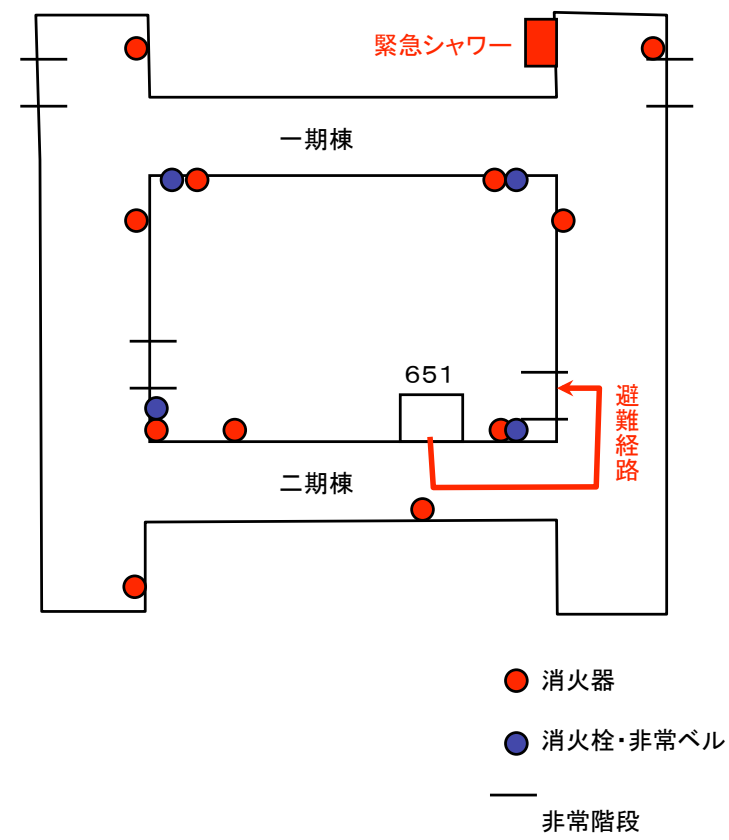 緊急シャワー
一期棟
651
避難経路
二期棟
消火器
消火栓・非常ベル
非常階段